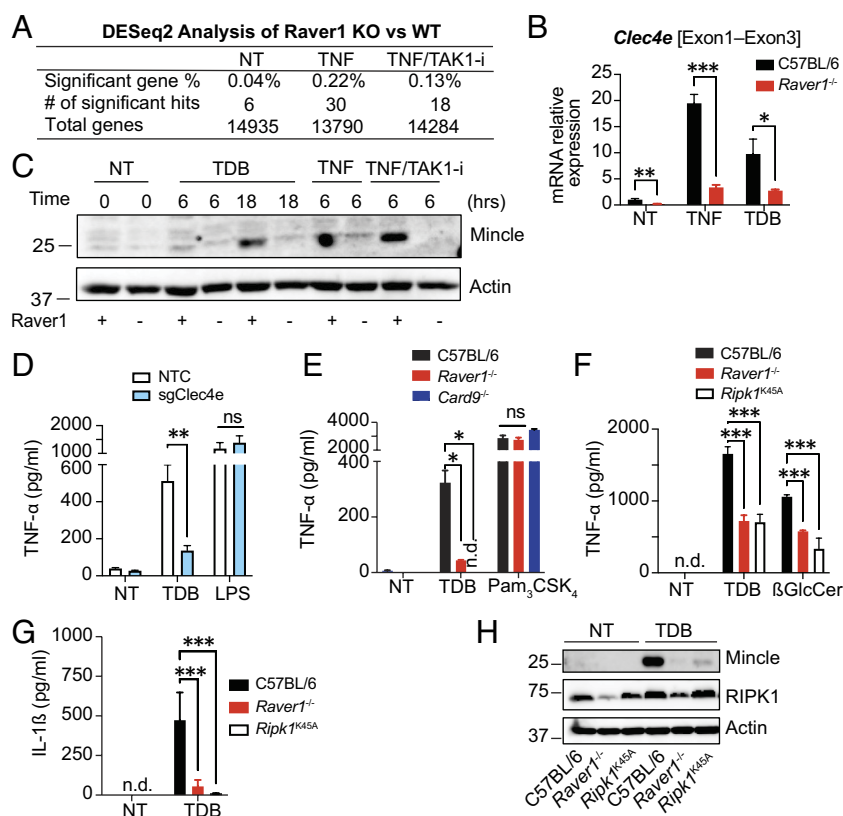 A
DESeq2 Analysis of Raver1 KO vs WT
NT TNF TNF/TAK1-i
Significant gene % 0.04% 0.22% 0.13%
# of significant hits 6 30 18
Total genes 14935 13790 14284
B
Clec4e [Exon1–Exon3]
C57BL/6
Raver1-/-
mRNA relative
expression
25
20
15
10
5
0
**
***
*
NT TNF TDB
C
NT TDB TNF TNF/TAK1-i
Time 0 0 6 6 18 18 6 6 6 6 (hrs)
25
Mincle
37
Actin
Raver1 + - + - + - + - + -
D
NTC
sgClec4e
TNF-α (pg/ml)
2000
1000
600
400
200
0
**
ns
NT TDB LPS
E
C57BL/6
Raver1-/-
Card9-/-
TNF-α (pg/ml)
4000
2000
400
200
0
*
*
n.d.
ns
NT TDB Pam3CSK4
F
C57BL/6
Raver1-/-
Ripk1K45A
TNF-α (pg/ml)
2000
1000
0
n.d.
***
***
***
***
NT TDB ßGlcCer
G
IL-1ß (pg/ml)
1000
750
500
250
0
n.d.
***
***
NT TDB
C57BL/6
Raver1-/-
Ripk1K45A
H
NT TDB
25
Mincle
75
RIPK1
37
Actin
C57BL/6 Raver1-/- Ripk1K45A C57BL/6 Raver1-/- Ripk1K45A